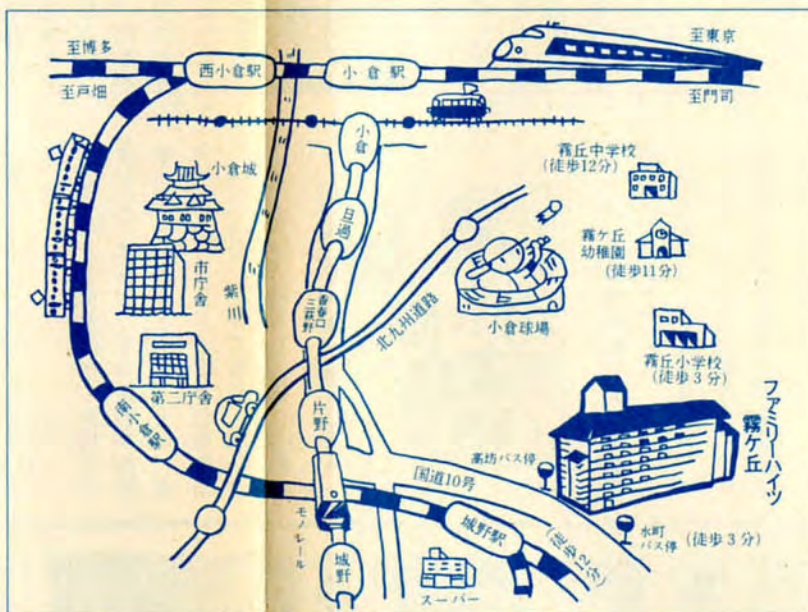 至博多
至東京
西小倉駅
小倉駅
至戸畑
至門司
小倉
霧丘中学校
(徒歩12分)
小倉城
旦過
霧ケ丘
幼稚園
(徒歩11分)
市庁舎
紫川
香春口
三萩野
北九州道路
小倉球場
霧丘小学校
(徒歩3分)
第二庁舎
ファミリーハイツ
霧ケ丘
南小倉駅
片野
高坊バス停
国道10号
モノレール
城野駅
(徒歩12分)
水町
バス停
(徒歩3分)
城野
スーパー